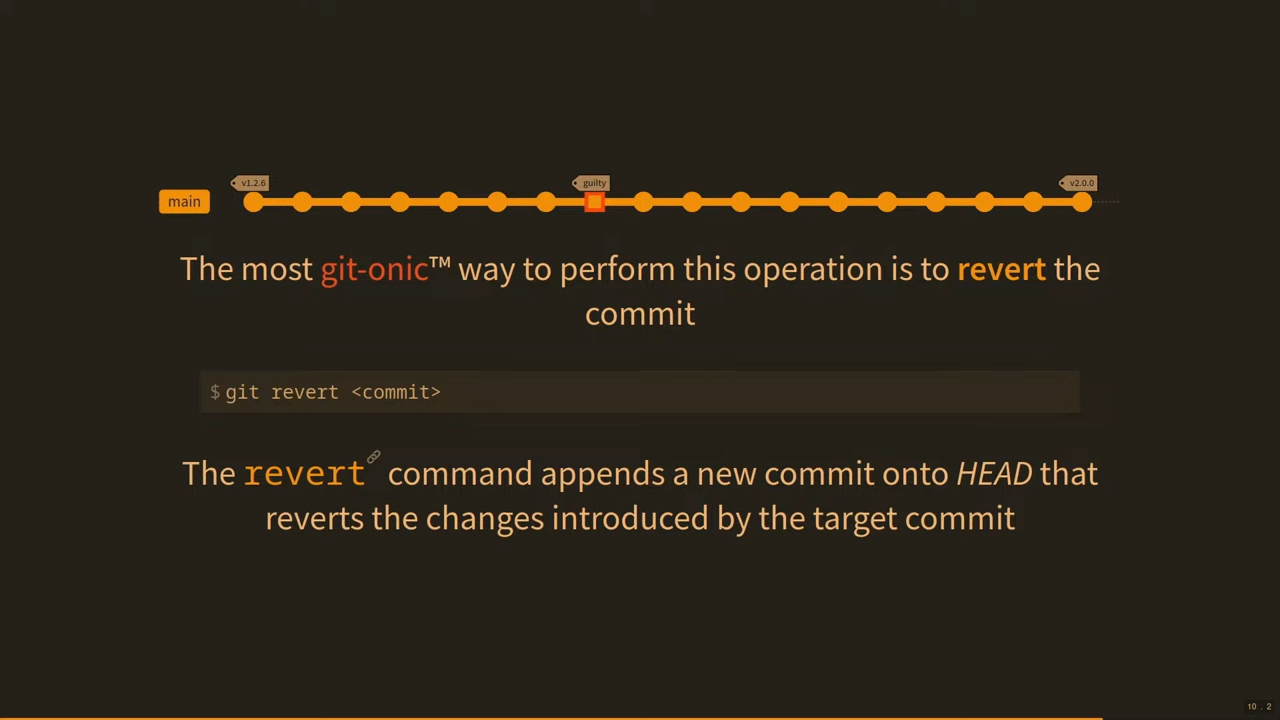 v1.2.6 guilty v2.0.0
main
The most git-onic™ way to perform this operation is to revert the
commit
$ git revert <commit>
The revert command appends a new commit onto HEAD that
reverts the changes introduced by the target commit
10 . 2